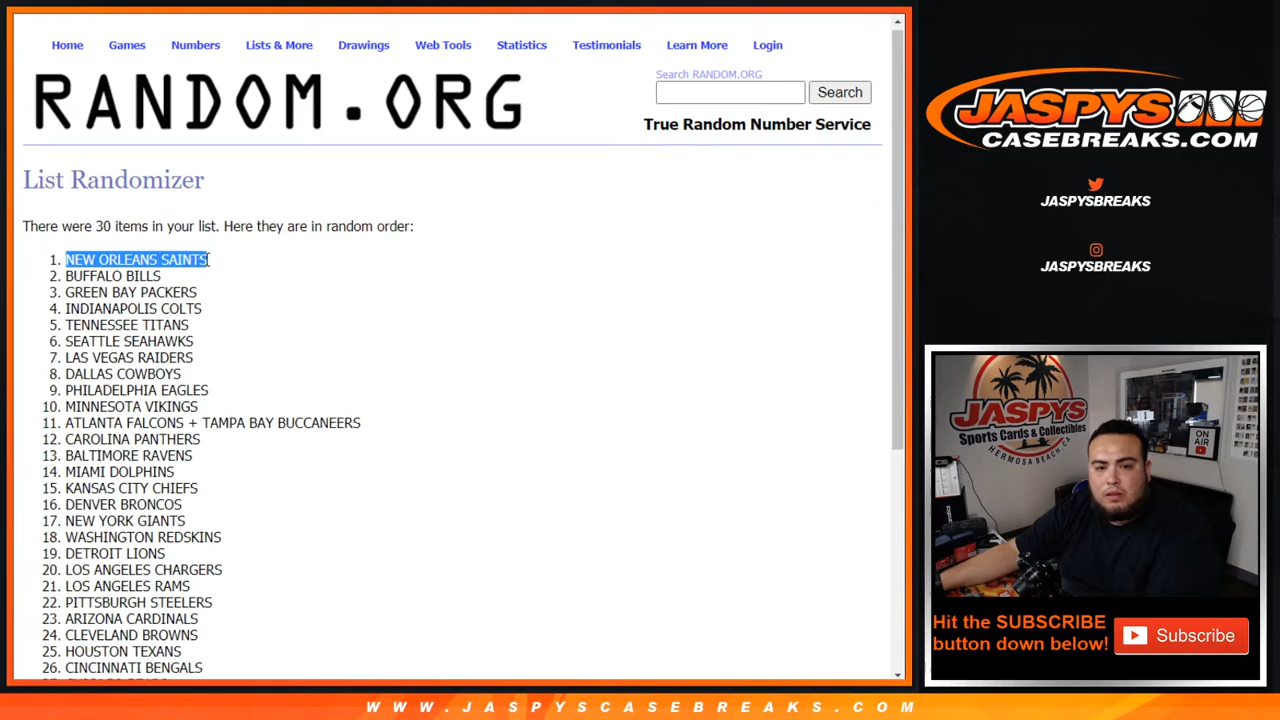 Home Games Numbers Lists & More Drawings Web Tools Statistics Testimonials Learn More Login
RANDOM.ORG
Search RANDOM.ORG
Search
True Random Number Service
List Randomizer
There were 30 items in your list. Here they are in random order:
1. NEW ORLEANS SAINTS
2. BUFFALO BILLS
3. GREEN BAY PACKERS
4. INDIANAPOLIS COLTS
5. TENNESSEE TITANS
6. SEATTLE SEAHAWKS
7. LAS VEGAS RAIDERS
8. DALLAS COWBOYS
9. PHILADELPHIA EAGLES
10. MINNESOTA VIKINGS
11. ATLANTA FALCONS + TAMPA BAY BUCCANEERS
12. CAROLINA PANTHERS
13. BALTIMORE RAVENS
14. MIAMI DOLPHINS
15. KANSAS CITY CHIEFS
16. DENVER BRONCOS
17. NEW YORK GIANTS
18. WASHINGTON REDSKINS
19. DETROIT LIONS
20. LOS ANGELES CHARGERS
21. LOS ANGELES RAMS
22. PITTSBURGH STEELERS
23. ARIZONA CARDINALS
24. CLEVELAND BROWNS
25. HOUSTON TEXANS
26. CINCINNATI BENGALS
JASPYS
CASEBREAKS.COM
JASPYSBREAKS
JASPYSBREAKS
JASPYS
Sports Cards & Collectibles
HERMOSA BEACH, CA
ON AIR
Hit the SUBSCRIBE
button down below!
Subscribe
WWW.JASPYSCASEBREAKS.COM